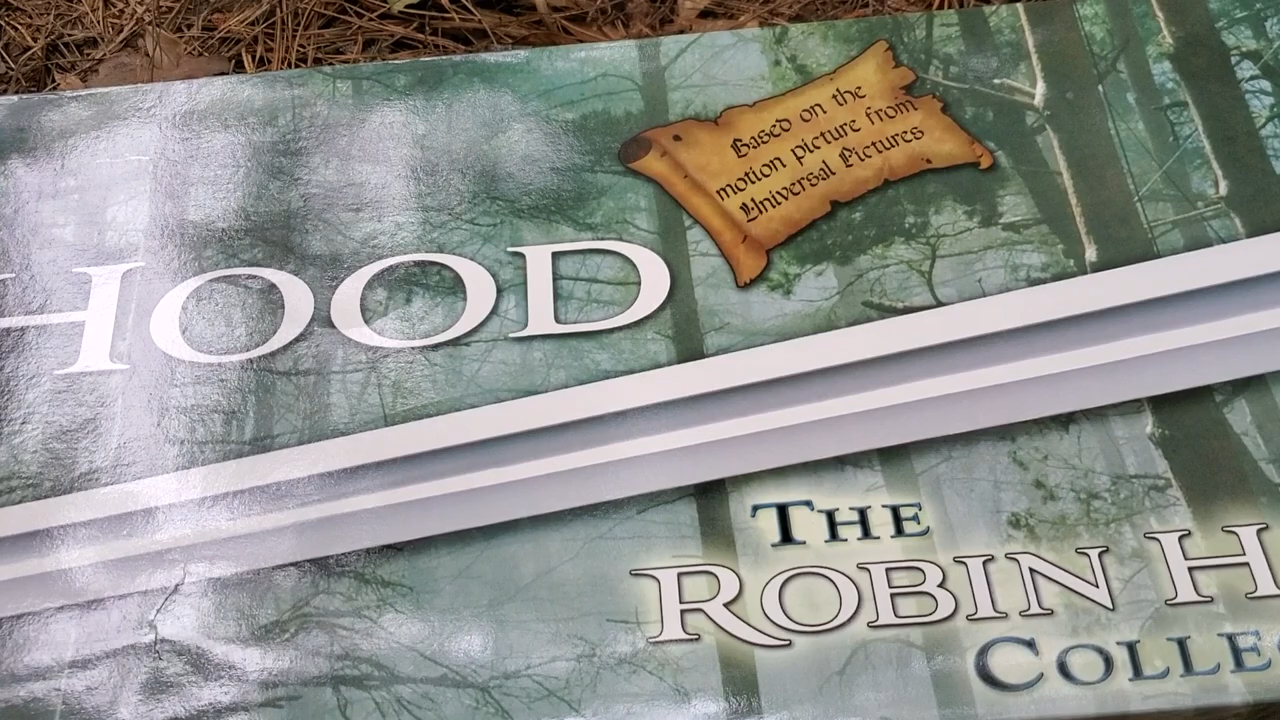 HOOD
Based on the
motion picture from
Universal Pictures
THE
ROBIN H
COLLE